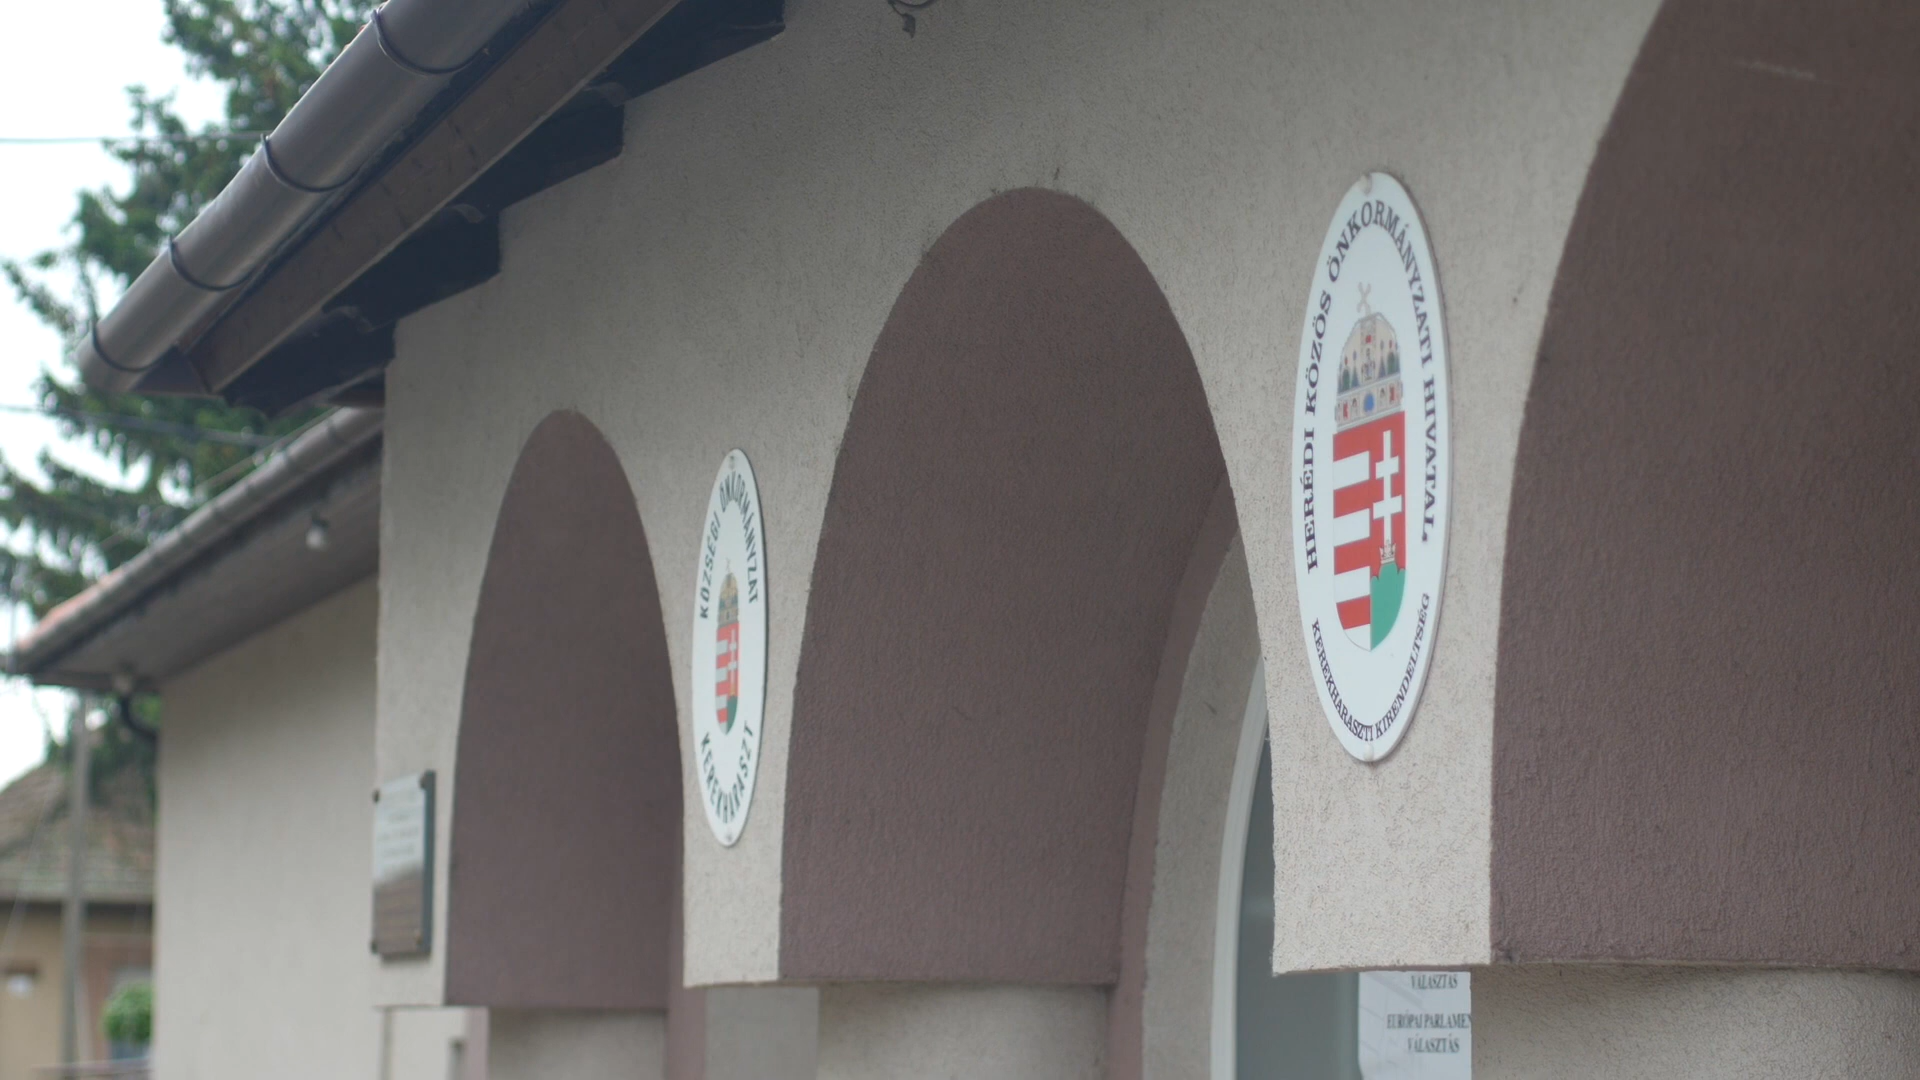 KÖZSÉGI ÖNKORMÁNYZAT
KEREKHARASZT
HERÉDI KÖZÖS ÖNKORMÁNYZATI HIVATAL
KEREKHARASZTI KIRENDELTSÉG
VÁLASZTÁS
EURÓPAI PARLAMEN
VÁLASZTÁS